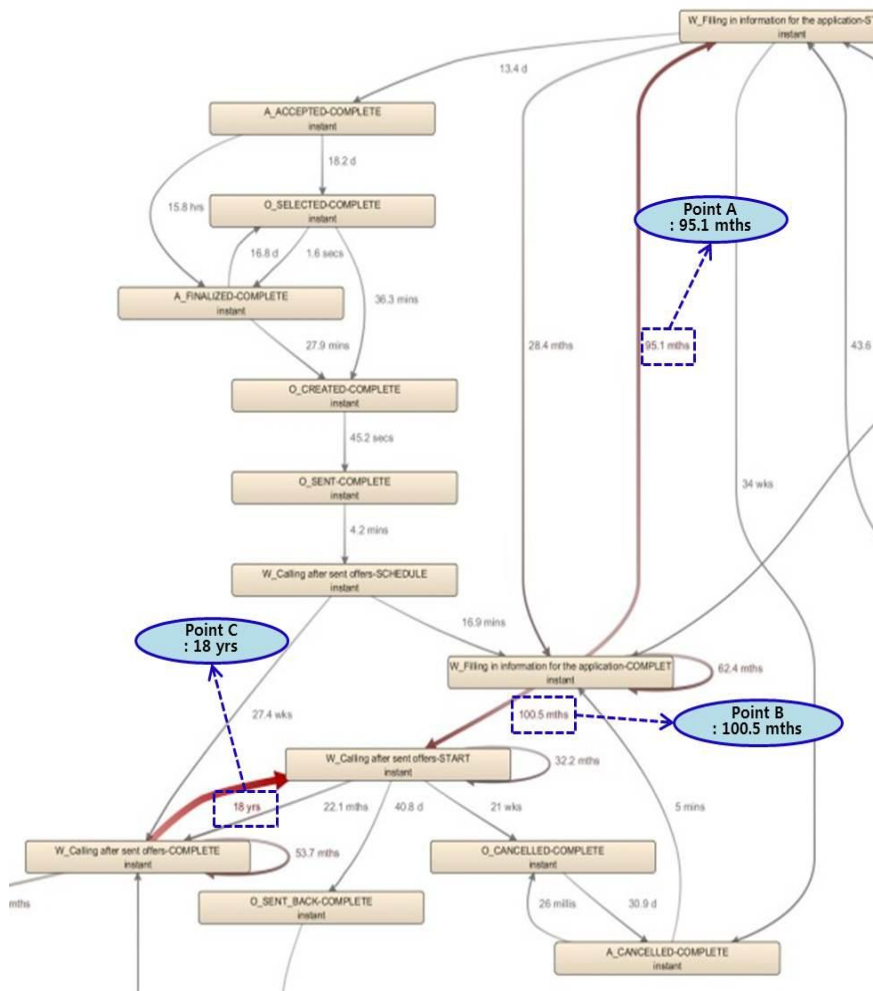 W_Filling in information for the application-ST
instant
13.4 d
A_ACCEPTED-COMPLETE
instant
18.2 d
15.8 hrs
O_SELECTED-COMPLETE
instant
Point A
: 95.1 mths
16.8 d
1.6 secs
A_FINALIZED-COMPLETE
instant
36.3 mins
27.9 mins
28.4 mths
95.1 mths
43.6
O_CREATED-COMPLETE
instant
45.2 secs
O_SENT-COMPLETE
instant
34 wks
4.2 mins
W_Calling after sent offers-SCHEDULE
instant
16.9 mins
Point C
: 18 yrs
W_Filling in information for the application-COMPLET
instant
62.4 mths
27.4 wks
100.5 mths
Point B
: 100.5 mths
W_Calling after sent offers-START
instant
32.2 mths
18 yrs
22.1 mths
40.8 d
21 wks
5 mins
W_Calling after sent offers-COMPLETE
instant
53.7 mths
O_CANCELLED-COMPLETE
instant
mths
O_SENT_BACK-COMPLETE
instant
26 millis
30.9 d
A_CANCELLED-COMPLETE
instant